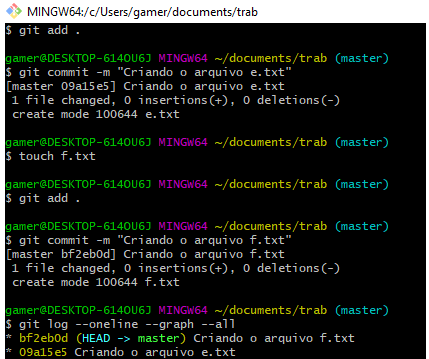 MINGW64:/c/Users/gamer/documents/trab
$ git add .
gamer@DESKTOP-614OU6J MINGW64 ~/documents/trab (master)
$ git commit -m "Criando o arquivo e.txt"
[master 09a15e5] Criando o arquivo e.txt
1 file changed, 0 insertions(+), 0 deletions(-)
create mode 100644 e.txt
gamer@DESKTOP-614OU6J MINGW64 ~/documents/trab (master)
$ touch f.txt
gamer@DESKTOP-614OU6J MINGW64 ~/documents/trab (master)
$ git add .
gamer@DESKTOP-614OU6J MINGW64 ~/documents/trab (master)
$ git commit -m "Criando o arquivo f.txt"
[master bf2eb0d] Criando o arquivo f.txt
1 file changed, 0 insertions(+), 0 deletions(-)
create mode 100644 f.txt
gamer@DESKTOP-614OU6J MINGW64 ~/documents/trab (master)
$ git log --oneline --graph --all
* bf2eb0d (HEAD -> master) Criando o arquivo f.txt
* 09a15e5 Criando o arquivo e.txt